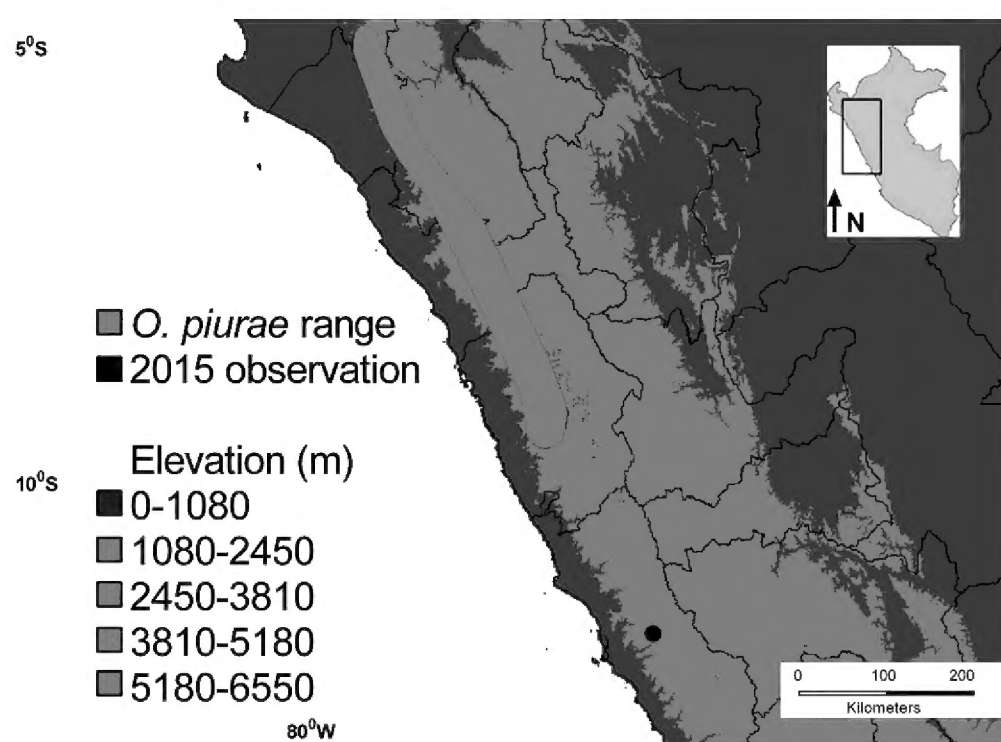 5⁰S
N
O. piurae range
2015 observation
Elevation (m)
10⁰S
0-1080
1080-2450
2450-3810
3810-5180
5180-6550
0 100 200
Kilometers
80⁰W